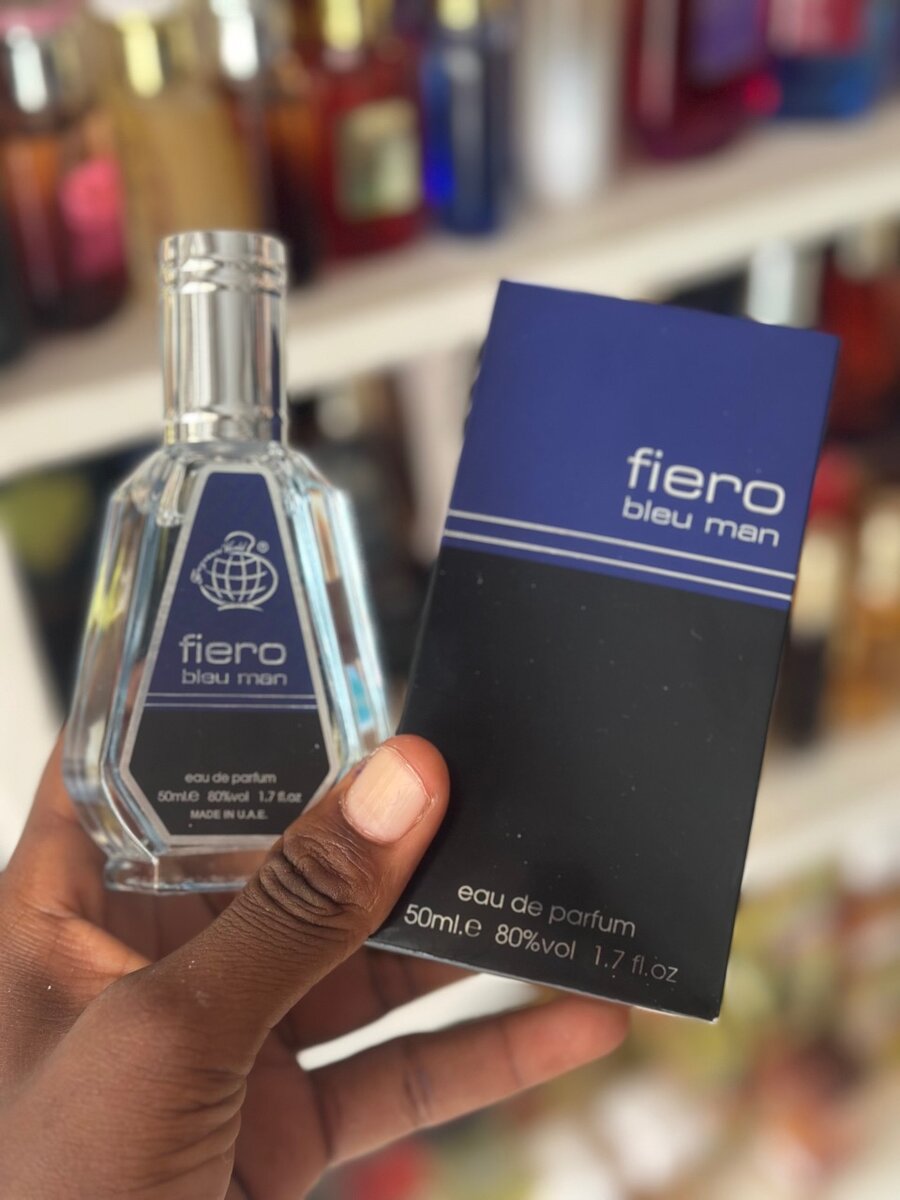 fiero
bleu man
eau de parfum
50ml.e 80%vol 1.7 fl.oz
MADE IN U.A.E.
fiero
bleu man
eau de parfum
50ml.e 80%vol 1.7 fl.oz